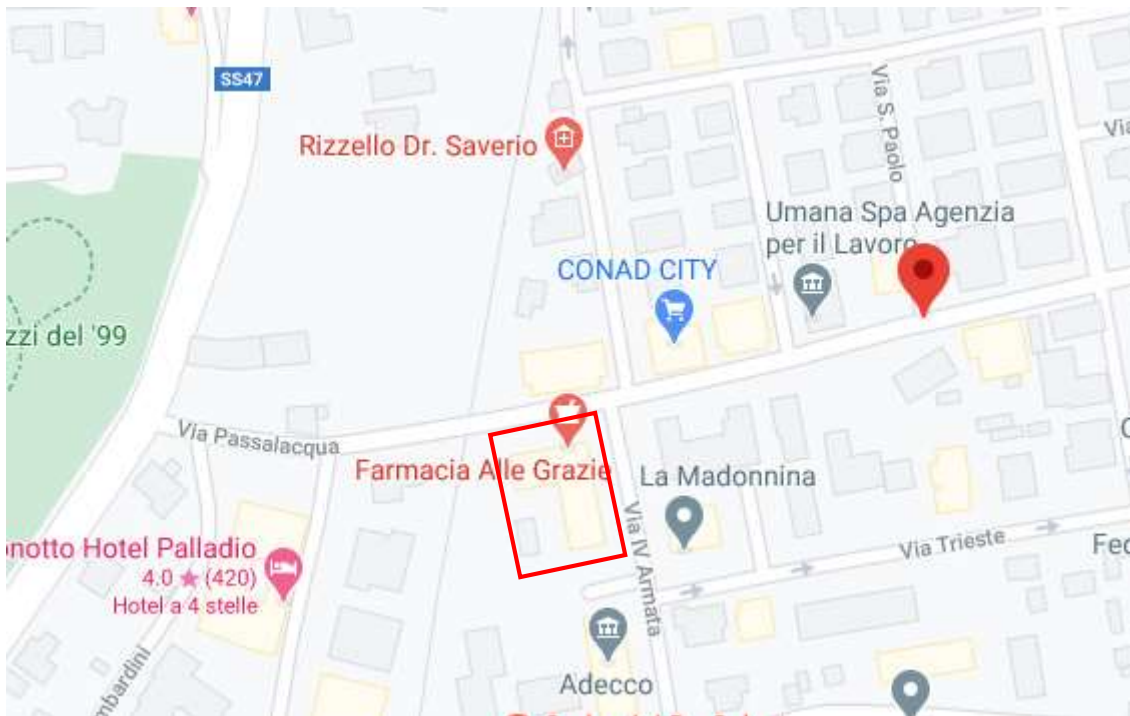 SS47
Via S. Paolo
Rizzello Dr. Saverio
Umana Spa Agenzia
per il Lavoro
CONAD CITY
zzi del '99
Via Passalacqua
Farmacia Alle Grazie
La Madonnina
Via IV Armata
Via Trieste
notto Hotel Palladio
4.0 ★ (420)
Hotel a 4 stelle
mbardini
Adecco